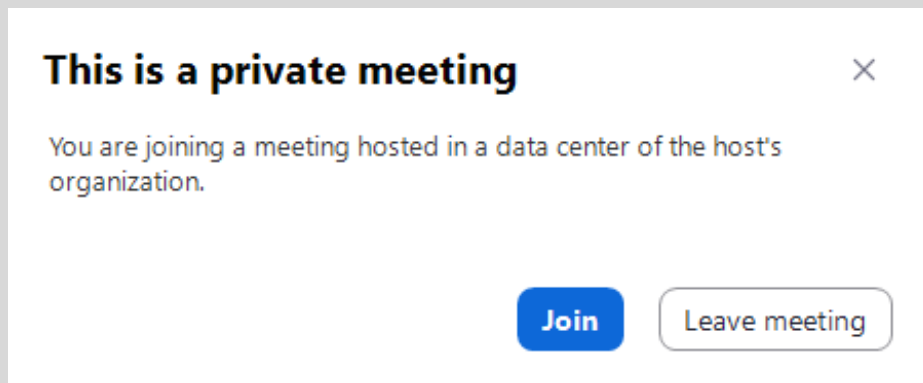 This is a private meeting
You are joining a meeting hosted in a data center of the host's
organization.
Join
Leave meeting